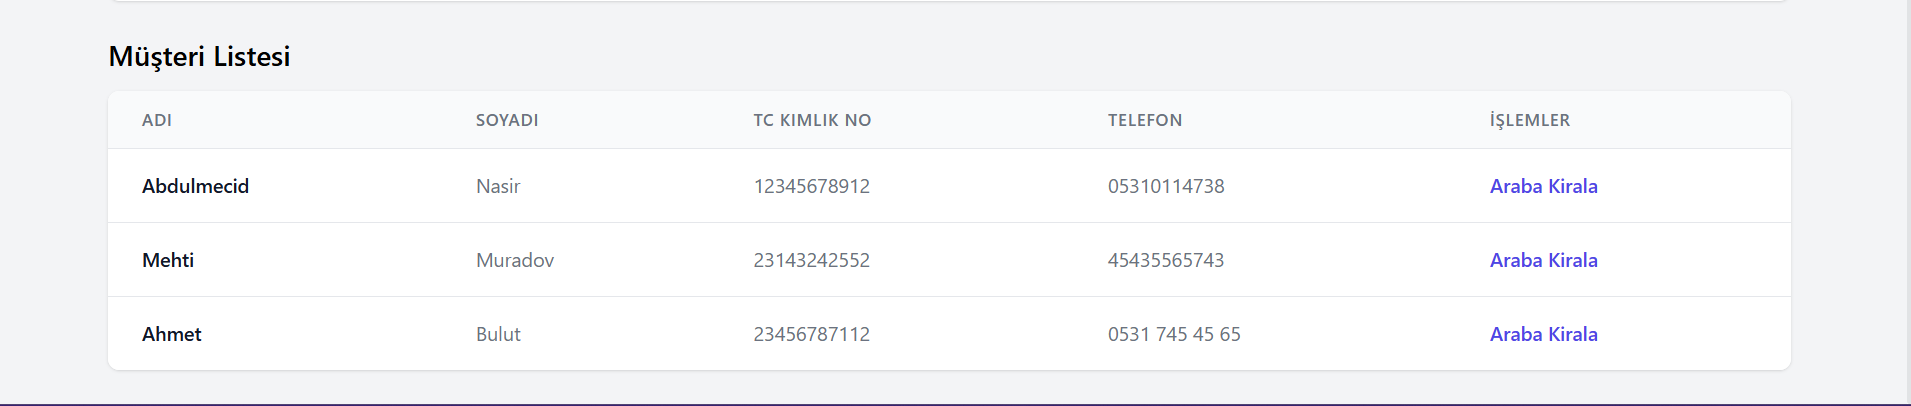 Müşteri Listesi
ADI SOYADI TC KIMLIK NO TELEFON İŞLEMLER
Abdulmecid Nasir 12345678912 05310114738 Araba Kirala
Mehti Muradov 23143242552 45435565743 Araba Kirala
Ahmet Bulut 23456787112 0531 745 45 65 Araba Kirala